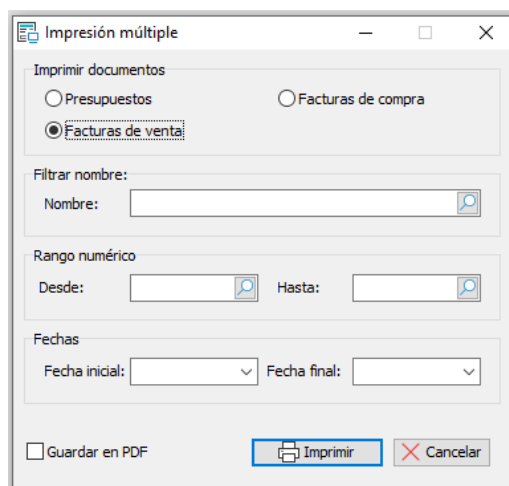 Impresión múltiple
Imprimir documentos
Presupuestos Facturas de compra
Facturas de venta
Filtrar nombre:
Nombre:
Rango numérico
Desde: Hasta:
Fechas
Fecha inicial: Fecha final:
Guardar en PDF Imprimir Cancelar